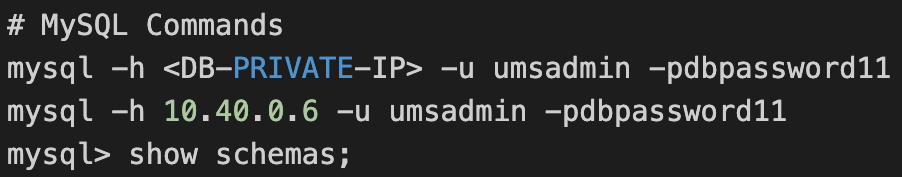 # MySQL Commands
mysql -h <DB-PRIVATE-IP> -u umsadmin -pdbpassword11
mysql -h 10.40.0.6 -u umsadmin -pdbpassword11
mysql> show schemas;